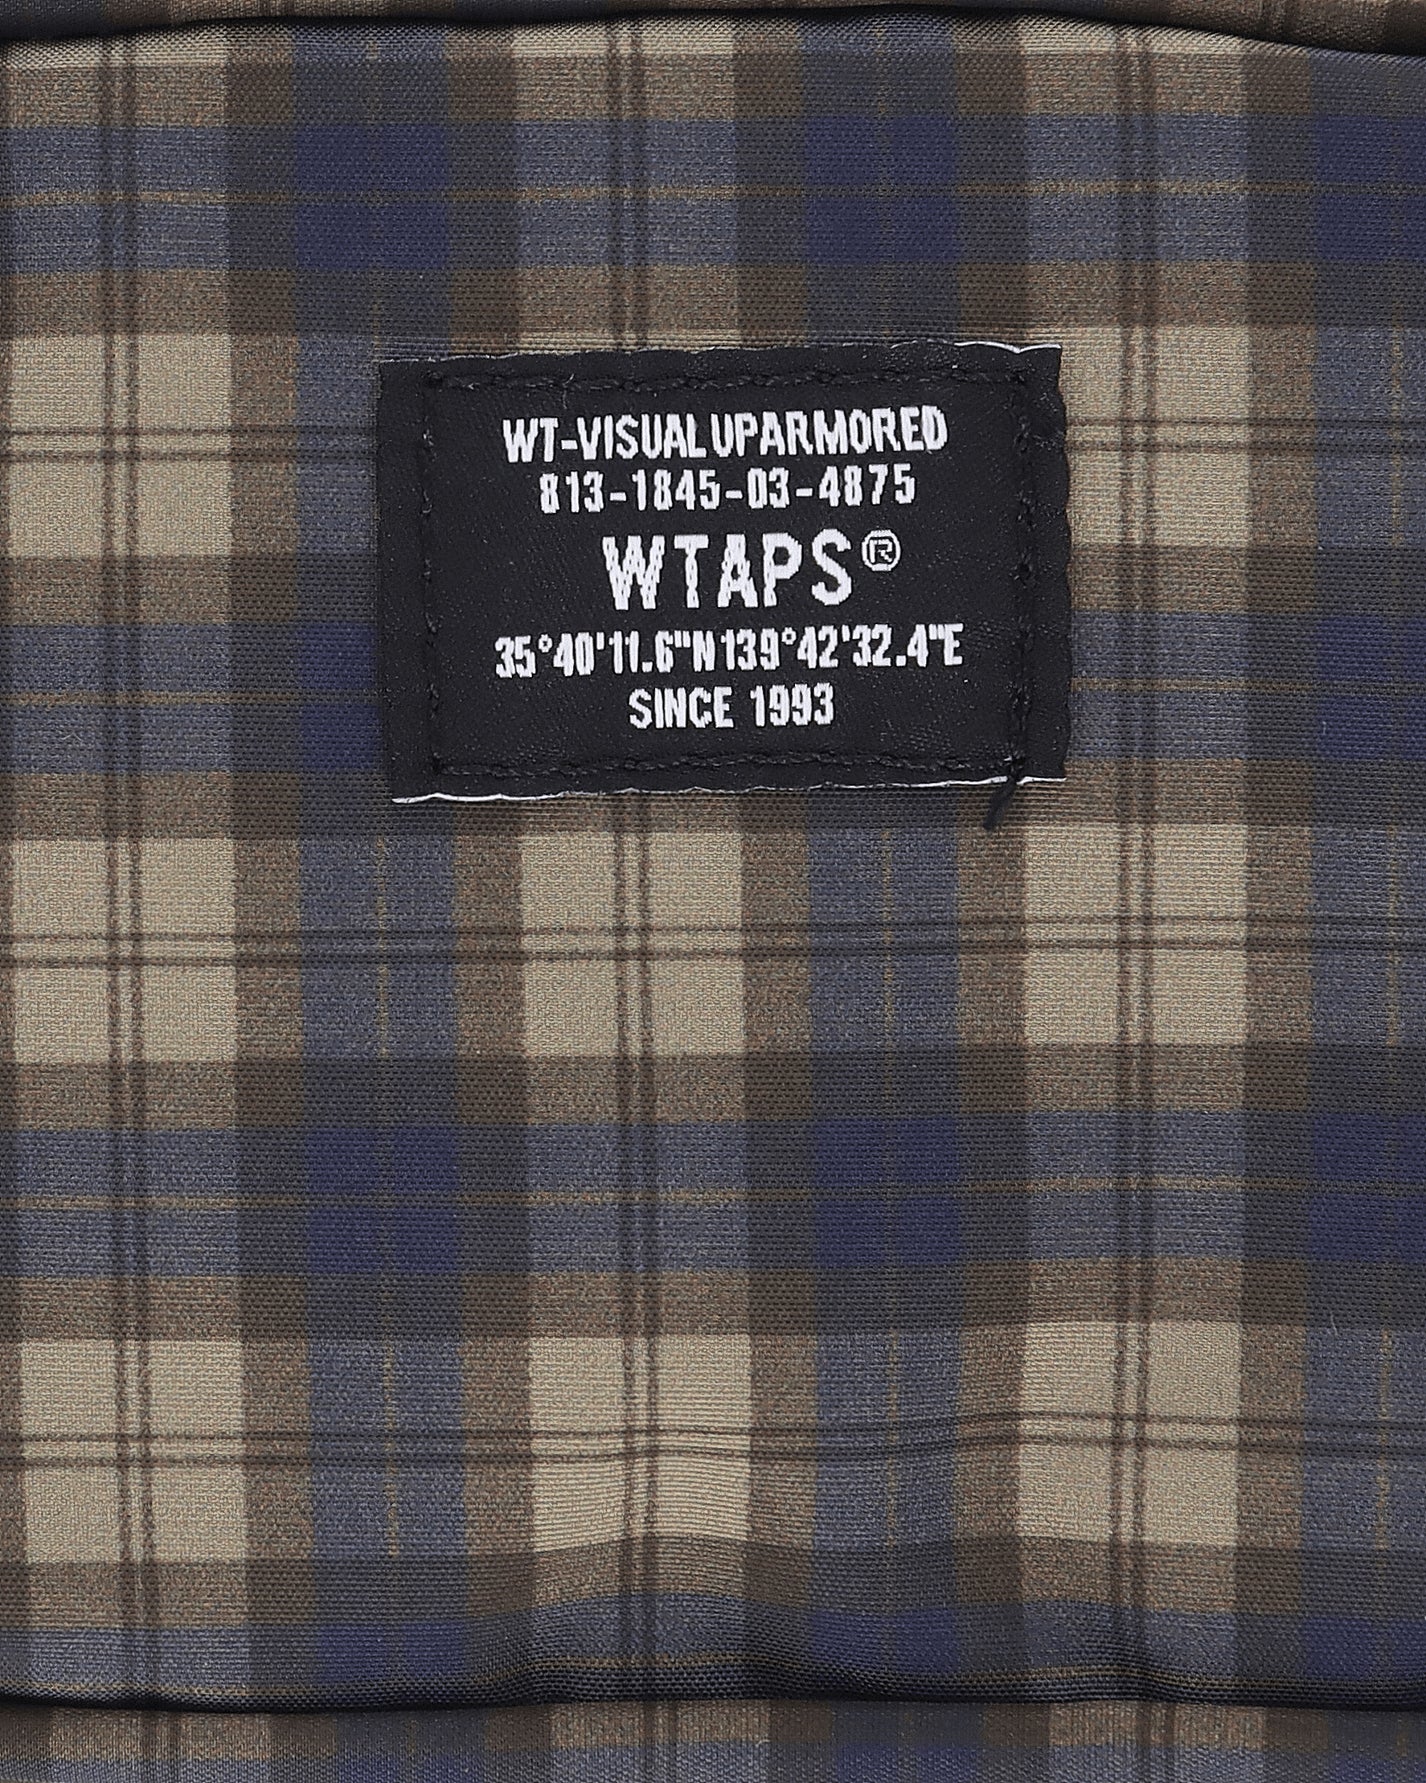 WT-VISUAL UPARMORED
813-1845-03-4875
WTAPS®
35°40'11.6"N139°42'32.4"E
SINCE 1993